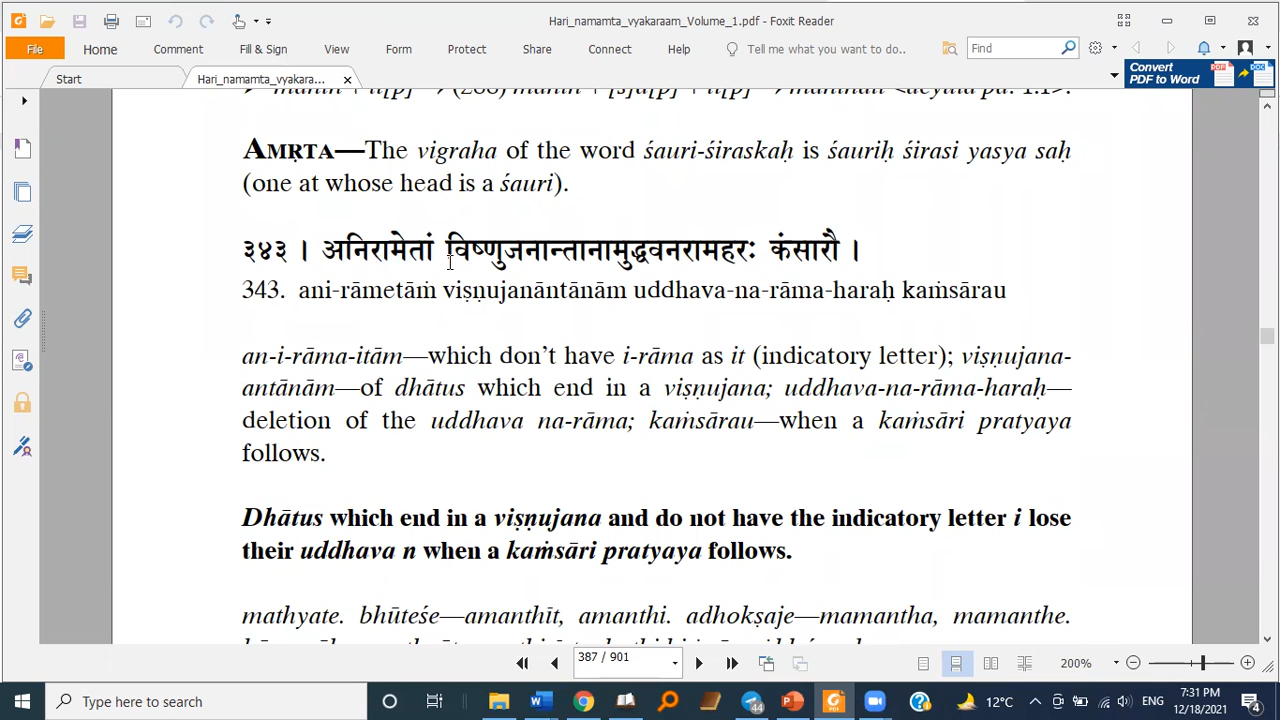 Hari_namamta_vyakaraam_Volume_1.pdf - Foxit Reader
File Home Comment Fill & Sign View Form Protect Share Connect Help Tell me what you want to do.. Find
Start Hari_namamta_vyakaraa... Convert PDF to Word
AMṚTA—The vigraha of the word śauri-śiraskaḥ is śauriḥ śirasi yasya saḥ
(one at whose head is a śauri).
३४३ । अनिरामेतां विष्णुजनान्तानामुद्धवनरामहरः कंसारौ ।
343. ani-rāmetāṁ viṣṇujanāntānām uddhava-na-rāma-haraḥ kaṁsārau
an-i-rāma-itām—which don't have i-rāma as it (indicatory letter); viṣṇujana-
antānām—of dhātus which end in a viṣṇujana; uddhava-na-rāma-haraḥ—
deletion of the uddhava na-rāma; kaṁsārau—when a kaṁsāri pratyaya
follows.
Dhātus which end in a viṣṇujana and do not have the indicatory letter i lose
their uddhava n when a kaṁsāri pratyaya follows.
mathyate. bhūteśe—amanthīt, amanthi. adhokṣaje—mamantha, mamanthe.
387 / 901 200%
Type here to search 44 12°C ENG 7:31 PM
12/18/2021 4